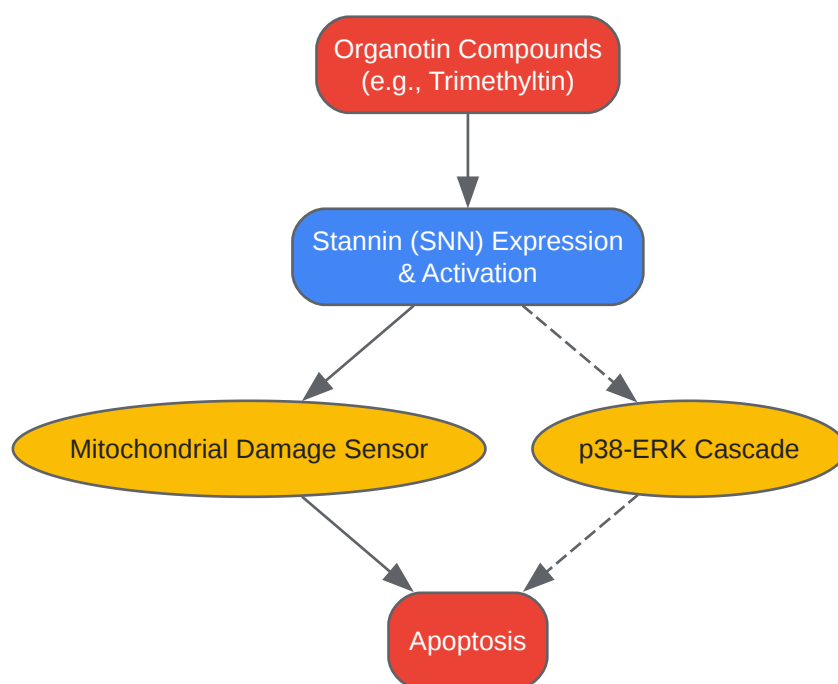 Organotin Compounds
(e.g., Trimethyltin)
Stannin (SNN) Expression
& Activation
Mitochondrial Damage Sensor
p38-ERK Cascade
Apoptosis